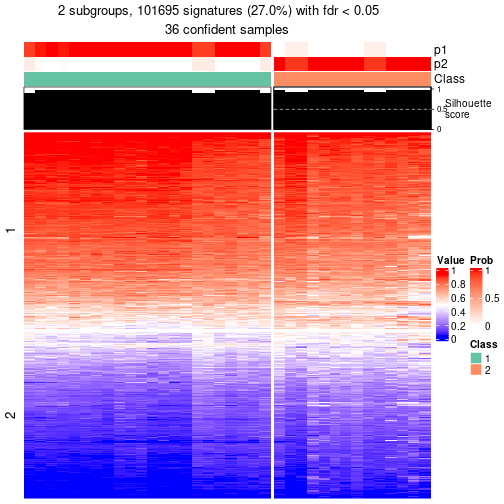 2 subgroups, 101695 signatures (27.0%) with fdr < 0.05
36 confident samples
p1
p2
Class
1
0.5
0
Silhouette
score
1
2
Value
1
0.8
0.6
0.4
0.2
0
Prob
1
0.5
0
Class
1
2